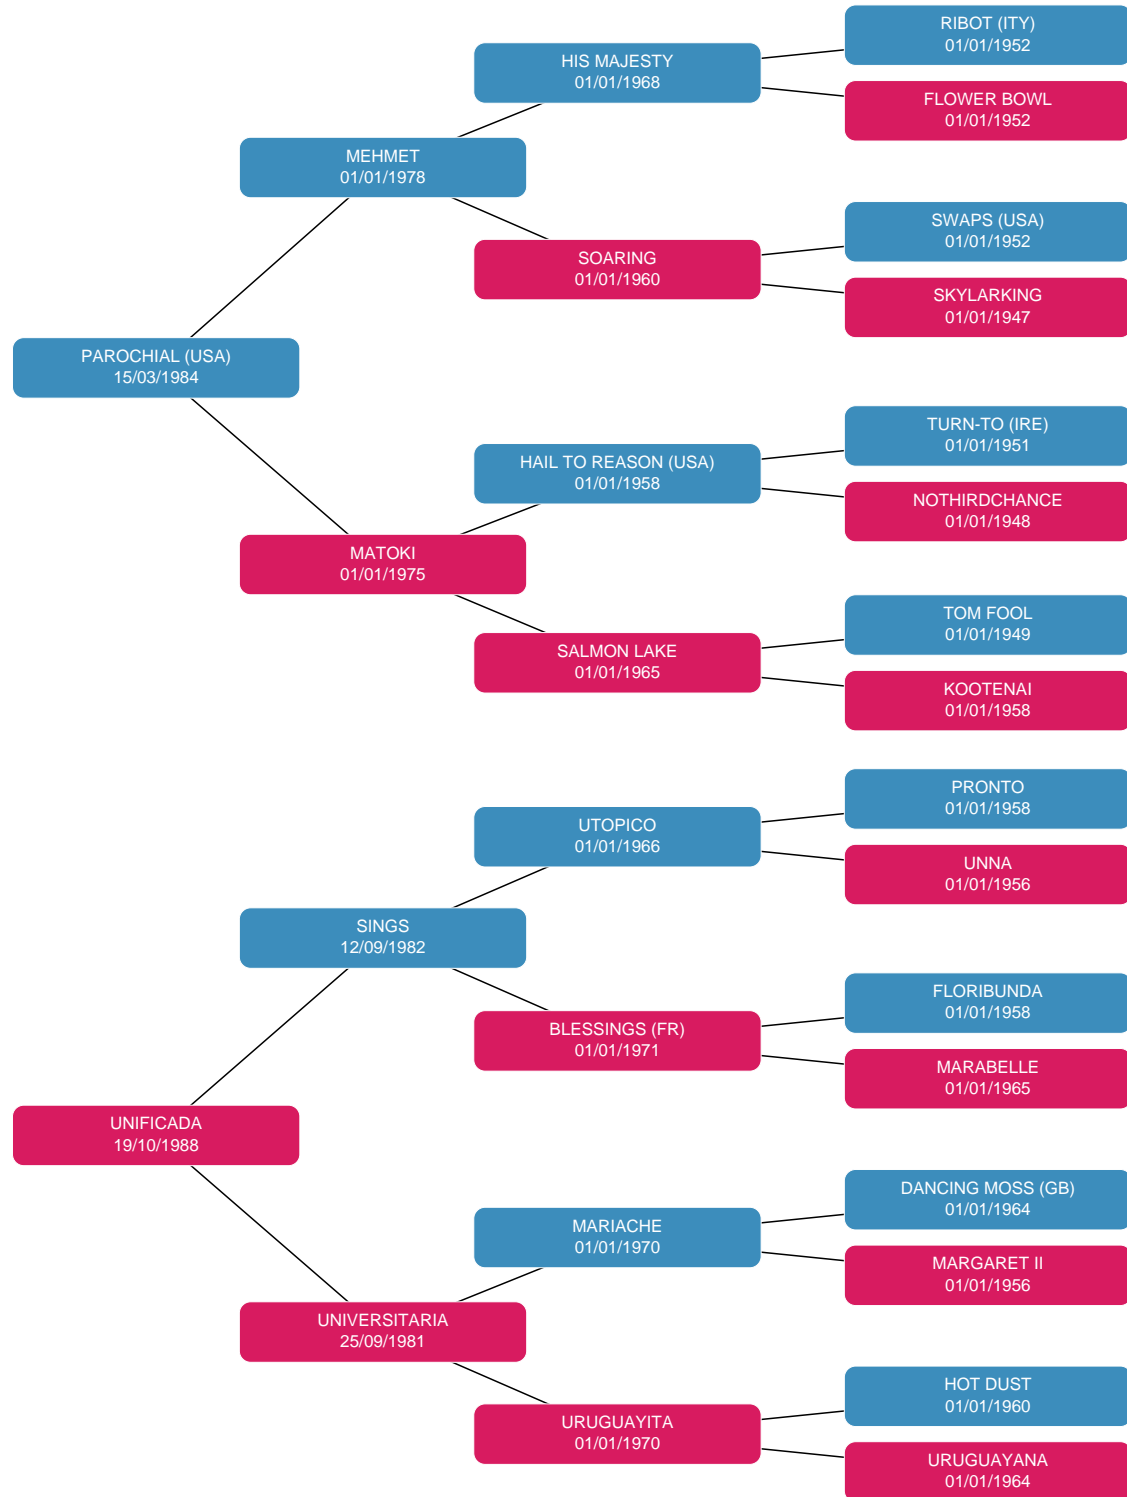 RIBOT (ITY)
01/01/1952
HIS MAJESTY
01/01/1968
FLOWER BOWL
01/01/1952
MEHMET
01/01/1978
SWAPS (USA)
01/01/1952
SOARING
01/01/1960
SKYLARKING
01/01/1947
PAROCHIAL (USA)
15/03/1984
TURN-TO (IRE)
01/01/1951
HAIL TO REASON (USA)
01/01/1958
NOTHIRDCHANCE
01/01/1948
MATOKI
01/01/1975
TOM FOOL
01/01/1949
SALMON LAKE
01/01/1965
KOOTENAI
01/01/1958
PRONTO
01/01/1958
UTOPICO
01/01/1966
UNNA
01/01/1956
SINGS
12/09/1982
FLORIBUNDA
01/01/1958
BLESSINGS (FR)
01/01/1971
MARABELLE
01/01/1965
UNIFICADA
19/10/1988
DANCING MOSS (GB)
01/01/1964
MARIACHE
01/01/1970
MARGARET II
01/01/1956
UNIVERSITARIA
25/09/1981
HOT DUST
01/01/1960
URUGUAYITA
01/01/1970
URUGUAYANA
01/01/1964